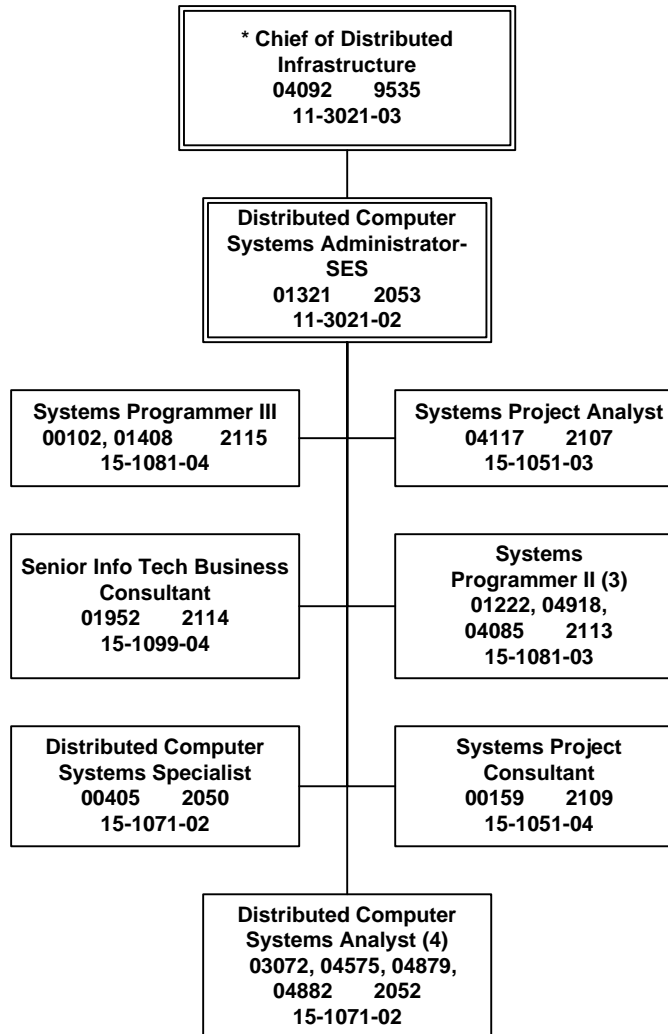 * Chief of Distributed
Infrastructure
04092 9535
11-3021-03
Distributed Computer
Systems Administrator-
SES
01321 2053
11-3021-02
Systems Programmer III
00102, 01408 2115
15-1081-04
Systems Project Analyst
04117 2107
15-1051-03
Senior Info Tech Business
Consultant
01952 2114
15-1099-04
Systems
Programmer II (3)
01222, 04918,
04085 2113
15-1081-03
Distributed Computer
Systems Specialist
00405 2050
15-1071-02
Systems Project
Consultant
00159 2109
15-1051-04
Distributed Computer
Systems Analyst (4)
03072, 04575, 04879,
04882 2052
15-1071-02